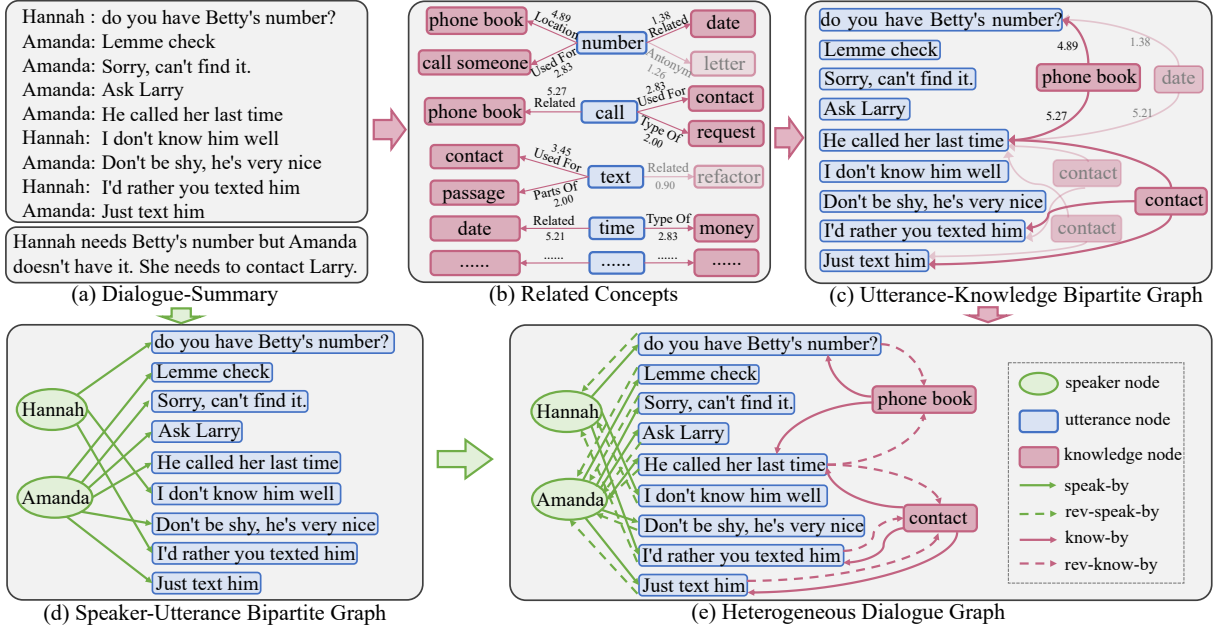 Hannah : do you have Betty's number?
Amanda: Lemme check
Amanda: Sorry, can't find it.
Amanda: Ask Larry
Amanda: He called her last time
Hannah: I don't know him well
Amanda: Don't be shy, he's very nice
Hannah: I'd rather you texted him
Amanda: Just text him
Hannah needs Betty's number but Amanda
doesn't have it. She needs to contact Larry.
(a) Dialogue-Summary
phone book
4.89
Location
number
1.38
Related
date
call someone
Used For
2.83
Antonym
1.26
letter
phone book
5.27
Related
call
2.83
Used For
contact
Type Of
2.00
request
contact
3.45
Used For
text
Related
0.90
refactor
passage
Parts Of
2.00
date
Related
5.21
time
Type Of
2.83
money
......
......
......
......
......
(b) Related Concepts
do you have Betty's number?
Lemme check
Sorry, can't find it.
Ask Larry
He called her last time
I don't know him well
Don't be shy, he's very nice
I'd rather you texted him
Just text him
4.89
1.38
phone book
date
5.27
5.21
contact
contact
contact
(c) Utterance-Knowledge Bipartite Graph
Hannah
Amanda
do you have Betty's number?
Lemme check
Sorry, can't find it.
Ask Larry
He called her last time
I don't know him well
Don't be shy, he's very nice
I'd rather you texted him
Just text him
(d) Speaker-Utterance Bipartite Graph
Hannah
Amanda
do you have Betty's number?
Lemme check
Sorry, can't find it.
Ask Larry
He called her last time
I don't know him well
Don't be shy, he's very nice
I'd rather you texted him
Just text him
phone book
contact
speaker node
utterance node
knowledge node
speak-by
rev-speak-by
know-by
rev-know-by
(e) Heterogeneous Dialogue Graph